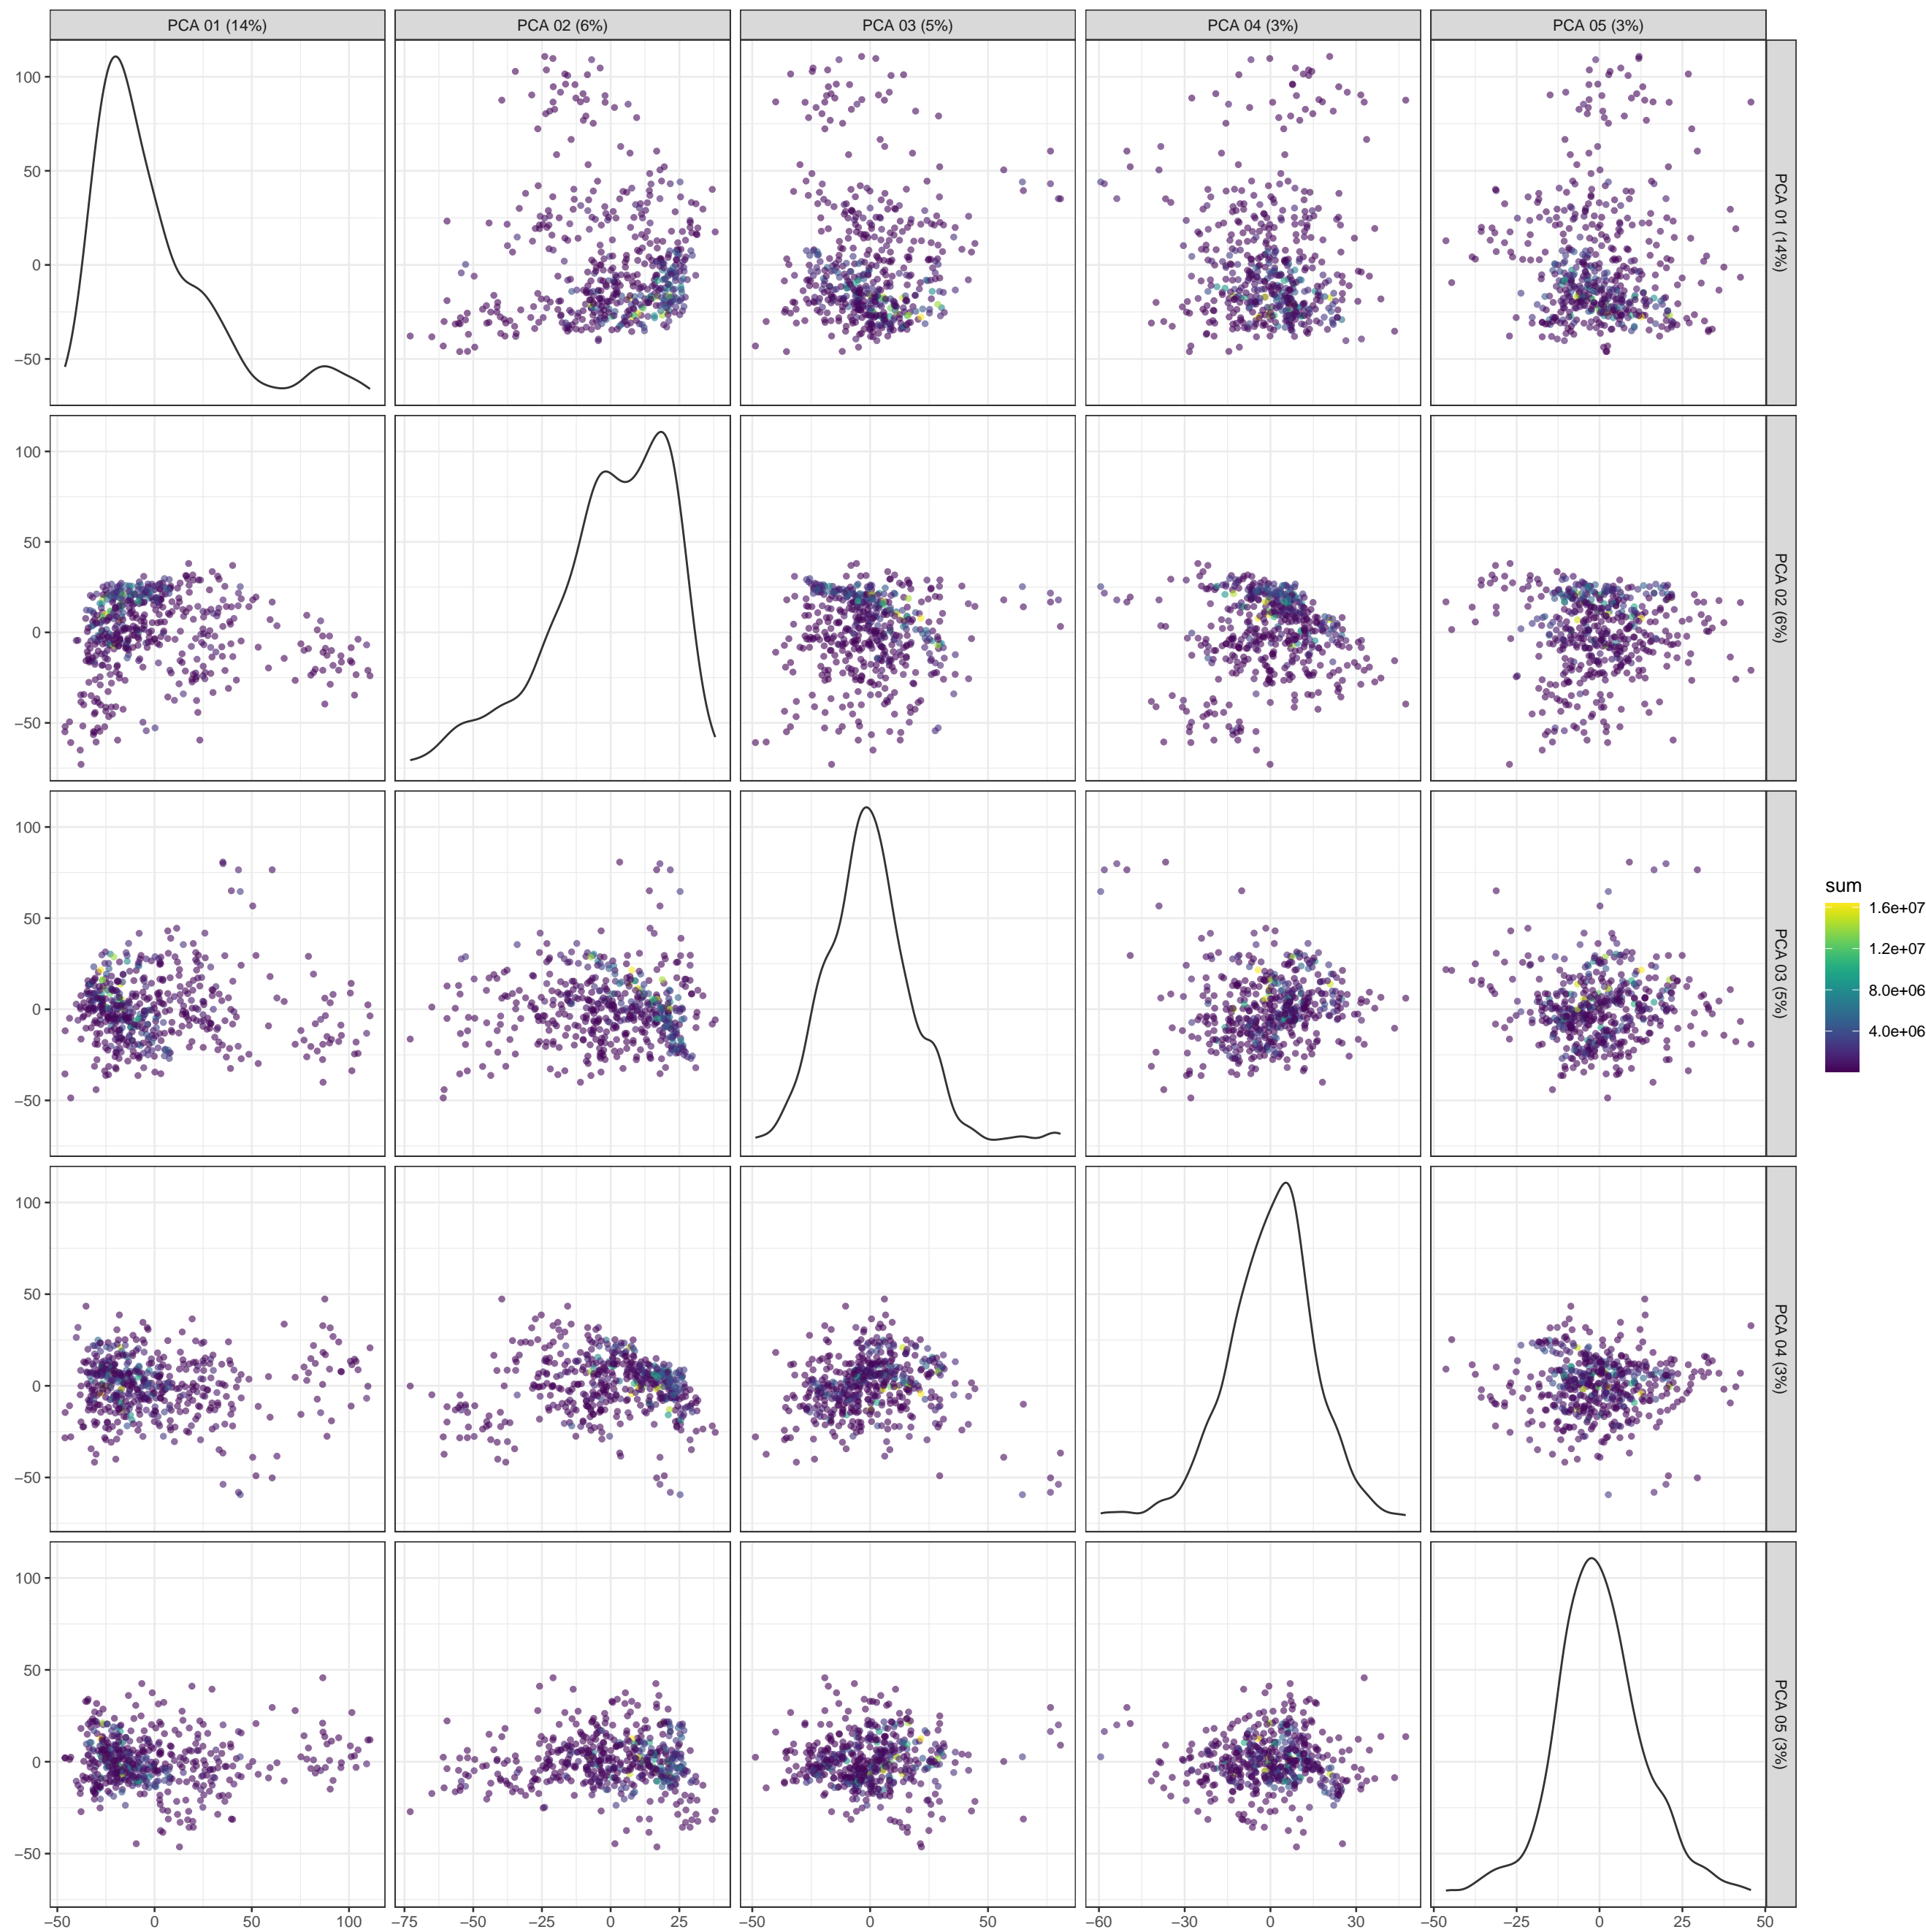 PCA 01 (14%) PCA 02 (6%) PCA 03 (5%) PCA 04 (3%) PCA 05 (3%)
100
50
0
−50
PCA 01 (14%)
100
50
0
−50
PCA 02 (6%)
100
50
0
−50
PCA 03 (5%)
100
50
0
−50
PCA 04 (3%)
100
50
0
−50
PCA 05 (3%)
−50 0 50 100 −75 −50 −25 0 25 −50 0 50 −60 −30 0 30 −50 −25 0 25 50
sum
1.6e+07
1.2e+07
8.0e+06
4.0e+06